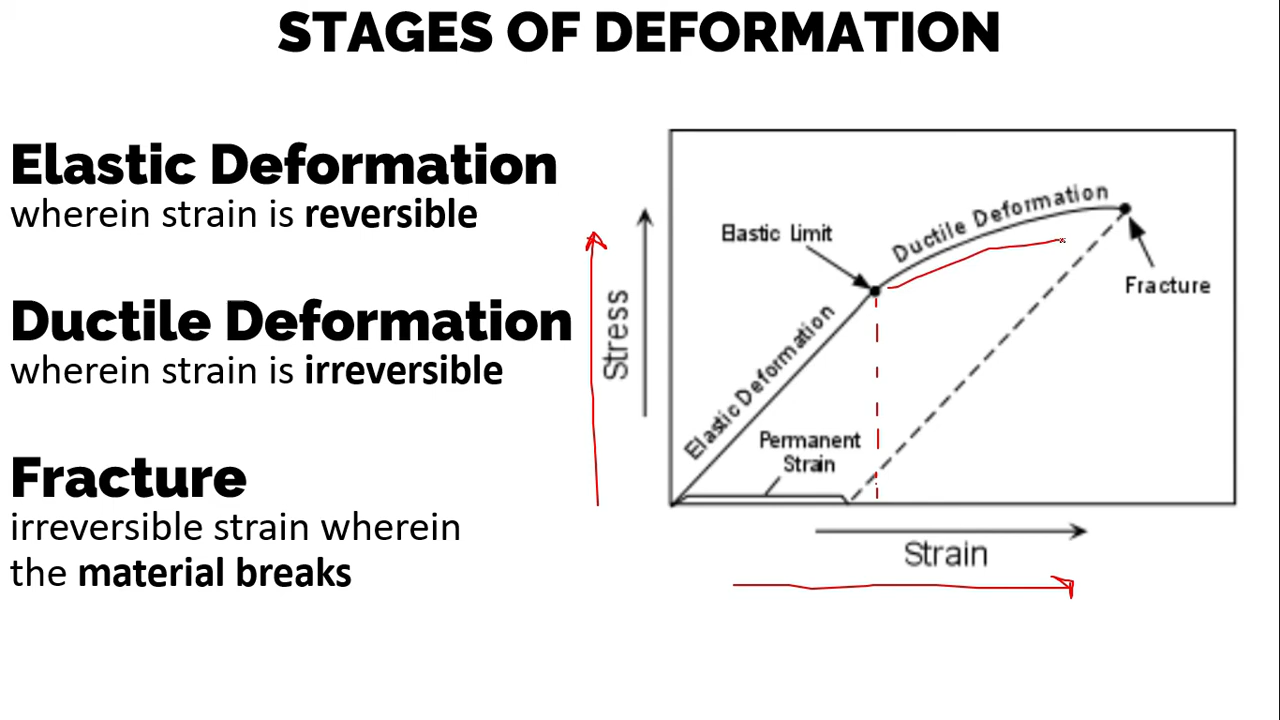 STAGES OF DEFORMATION
Elastic Deformation
wherein strain is reversible
Ductile Deformation
wherein strain is irreversible
Fracture
irreversible strain wherein
the material breaks
Stress
Elastic Limit
Ductile Deformation
Fracture
Elastic Deformation
Permanent
Strain
Strain